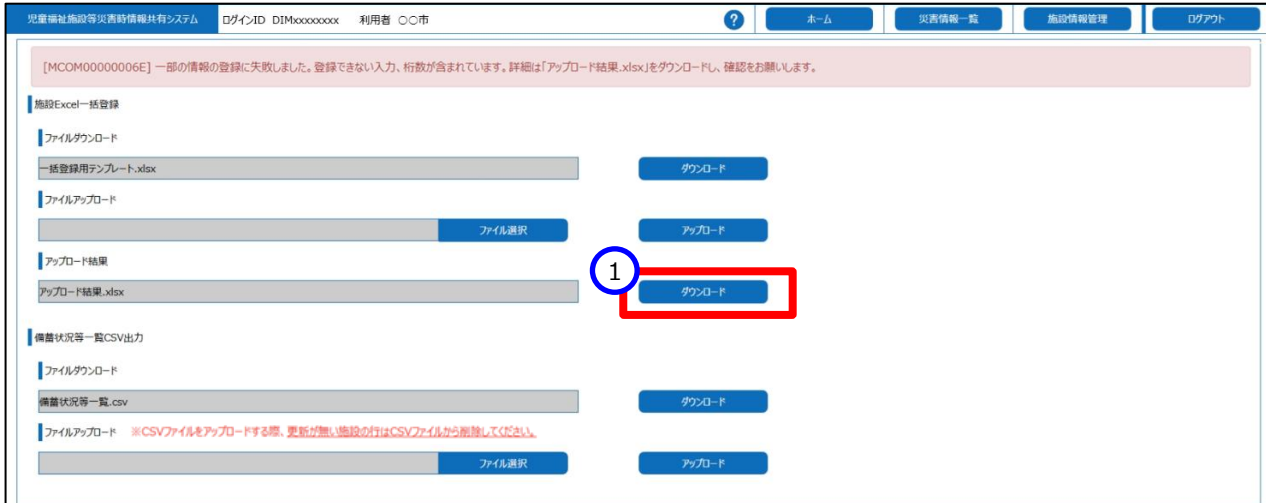 児童福祉施設等災害時情報共有システム ログインID DIMxxxxxxxx 利用者 〇〇市 ? ホーム 災害情報一覧 施設情報管理 ログアウト
[MCOM00000006E] 一部の情報の登録に失敗しました。登録できない入力、桁数が含まれています。詳細は「アップロード結果.xlsx」をダウンロードし、確認をお願いします。
施設Excel一括登録
ファイルダウンロード
一括登録用テンプレート.xlsx ダウンロード
ファイルアップロード
ファイル選択 アップロード
アップロード結果
1
アップロード結果.xlsx ダウンロード
備蓄状況等一覧CSV出力
ファイルダウンロード
備蓄状況等一覧.csv ダウンロード
ファイルアップロード ※CSVファイルをアップロードする際、更新が無い施設の行はCSVファイルから削除してください。
ファイル選択 アップロード